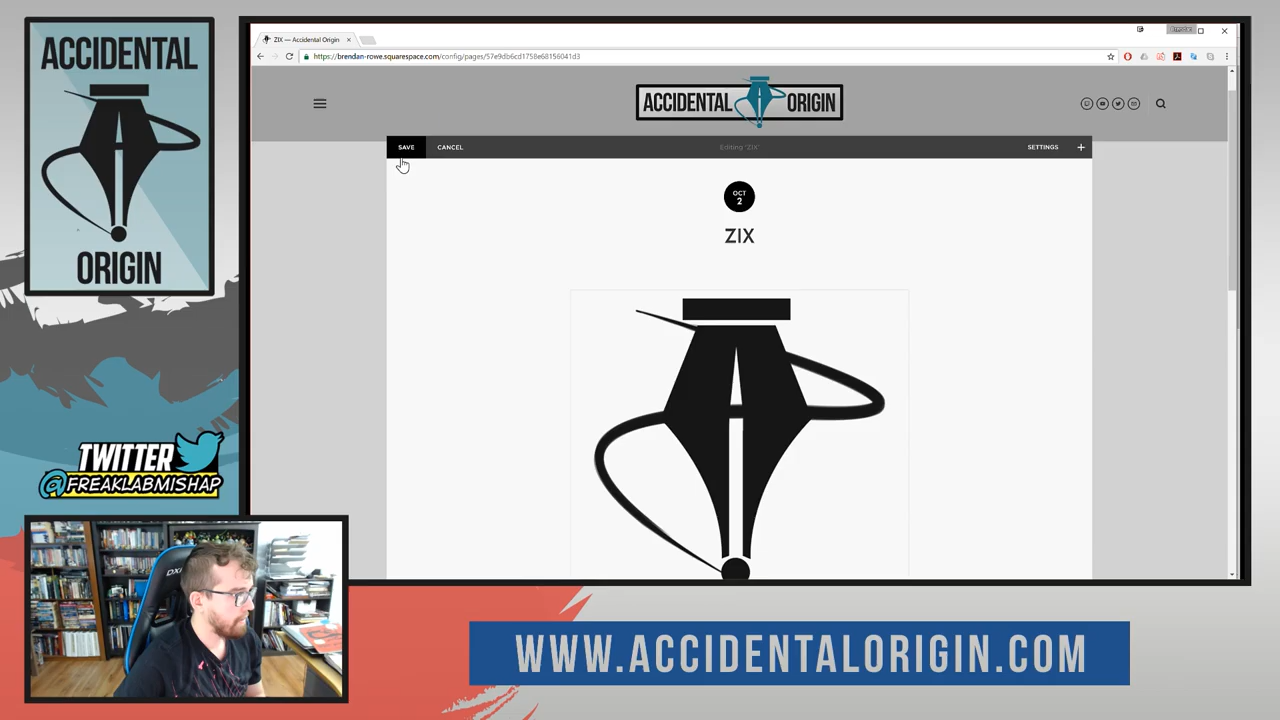 ACCIDENTAL
ORIGIN
ZIX — Accidental Origin
https://brendan-rowe.squarespace.com/config/pages/57e9db6cd1758e68156041d3
ACCIDENTAL ORIGIN
SAVE
CANCEL
Editing "ZIX"
SETTINGS
OCT
2
ZIX
TWITTER
@FREAKLABMISHAP
DX
WWW.ACCIDENTALORIGIN.COM